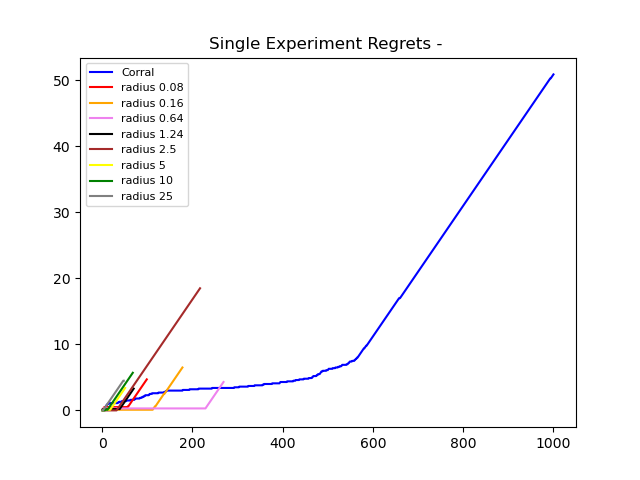 Single Experiment Regrets -
Corral
radius 0.08
radius 0.16
radius 0.64
radius 1.24
radius 2.5
radius 5
radius 10
radius 25
50
40
30
20
10
0
0 200 400 600 800 1000